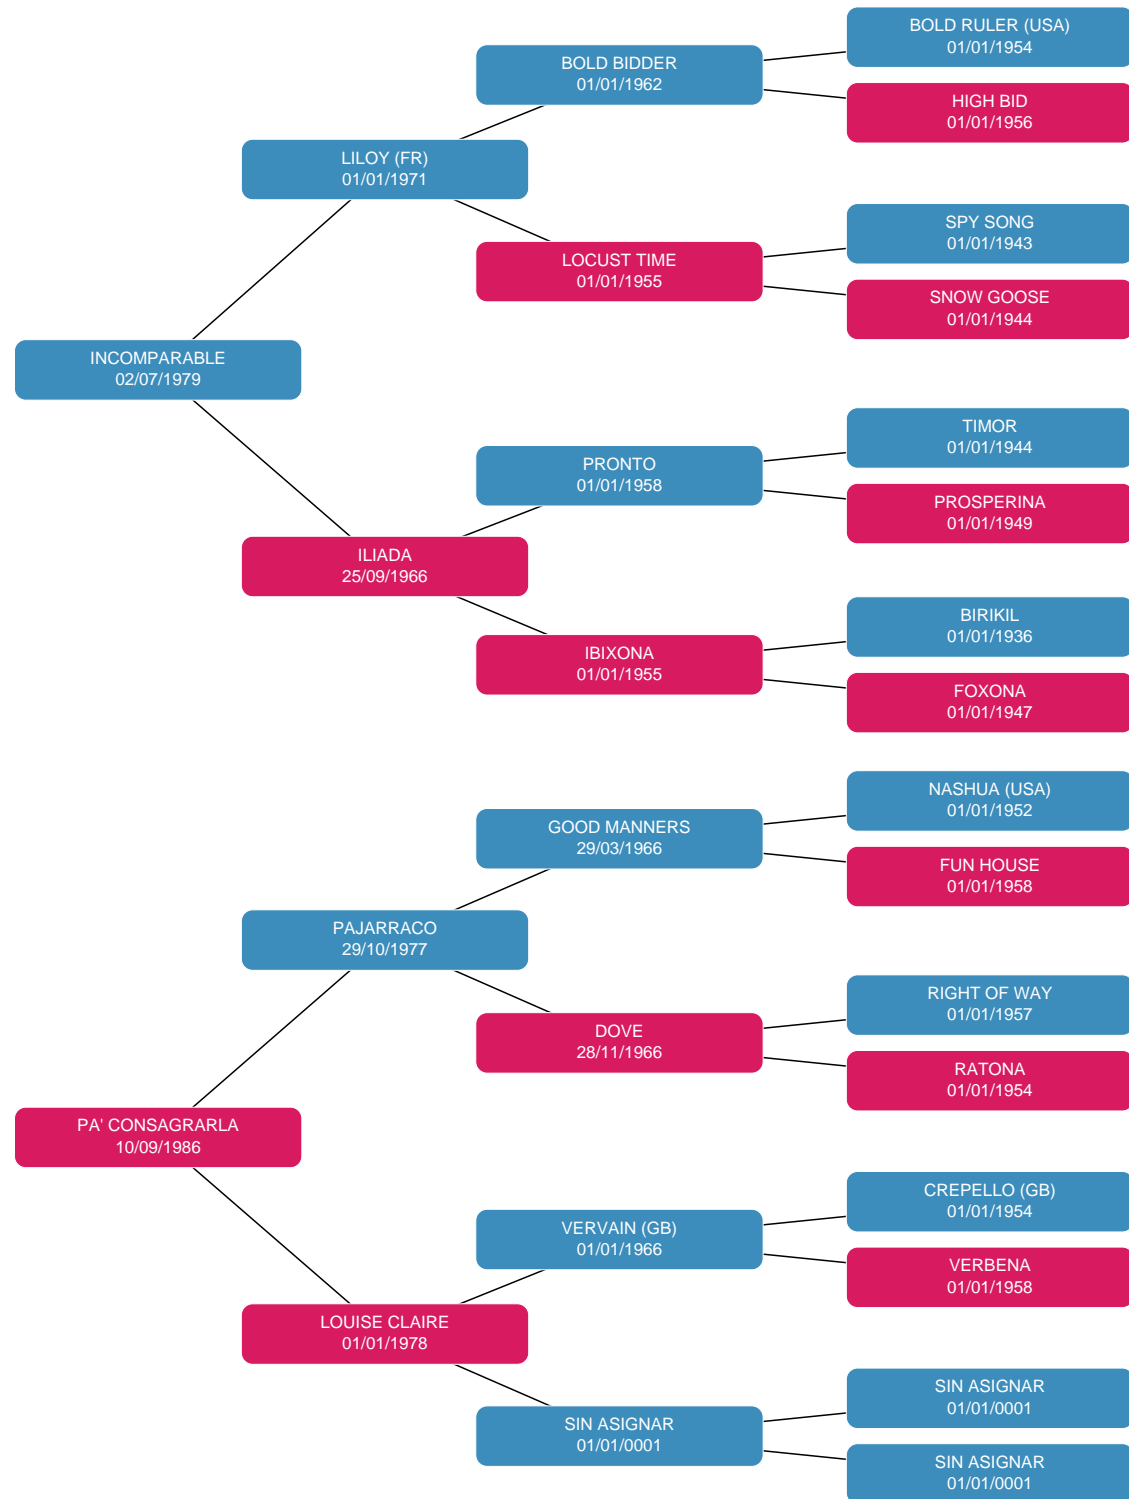 BOLD RULER (USA)
01/01/1954
BOLD BIDDER
01/01/1962
HIGH BID
01/01/1956
LILOY (FR)
01/01/1971
SPY SONG
01/01/1943
LOCUST TIME
01/01/1955
SNOW GOOSE
01/01/1944
INCOMPARABLE
02/07/1979
TIMOR
01/01/1944
PRONTO
01/01/1958
PROSPERINA
01/01/1949
ILIADA
25/09/1966
BIRIKIL
01/01/1936
IBIXONA
01/01/1955
FOXONA
01/01/1947
NASHUA (USA)
01/01/1952
GOOD MANNERS
29/03/1966
FUN HOUSE
01/01/1958
PAJARRACO
29/10/1977
RIGHT OF WAY
01/01/1957
DOVE
28/11/1966
RATONA
01/01/1954
PA' CONSAGRARLA
10/09/1986
CREPELLO (GB)
01/01/1954
VERVAIN (GB)
01/01/1966
VERBENA
01/01/1958
LOUISE CLAIRE
01/01/1978
SIN ASIGNAR
01/01/0001
SIN ASIGNAR
01/01/0001
SIN ASIGNAR
01/01/0001